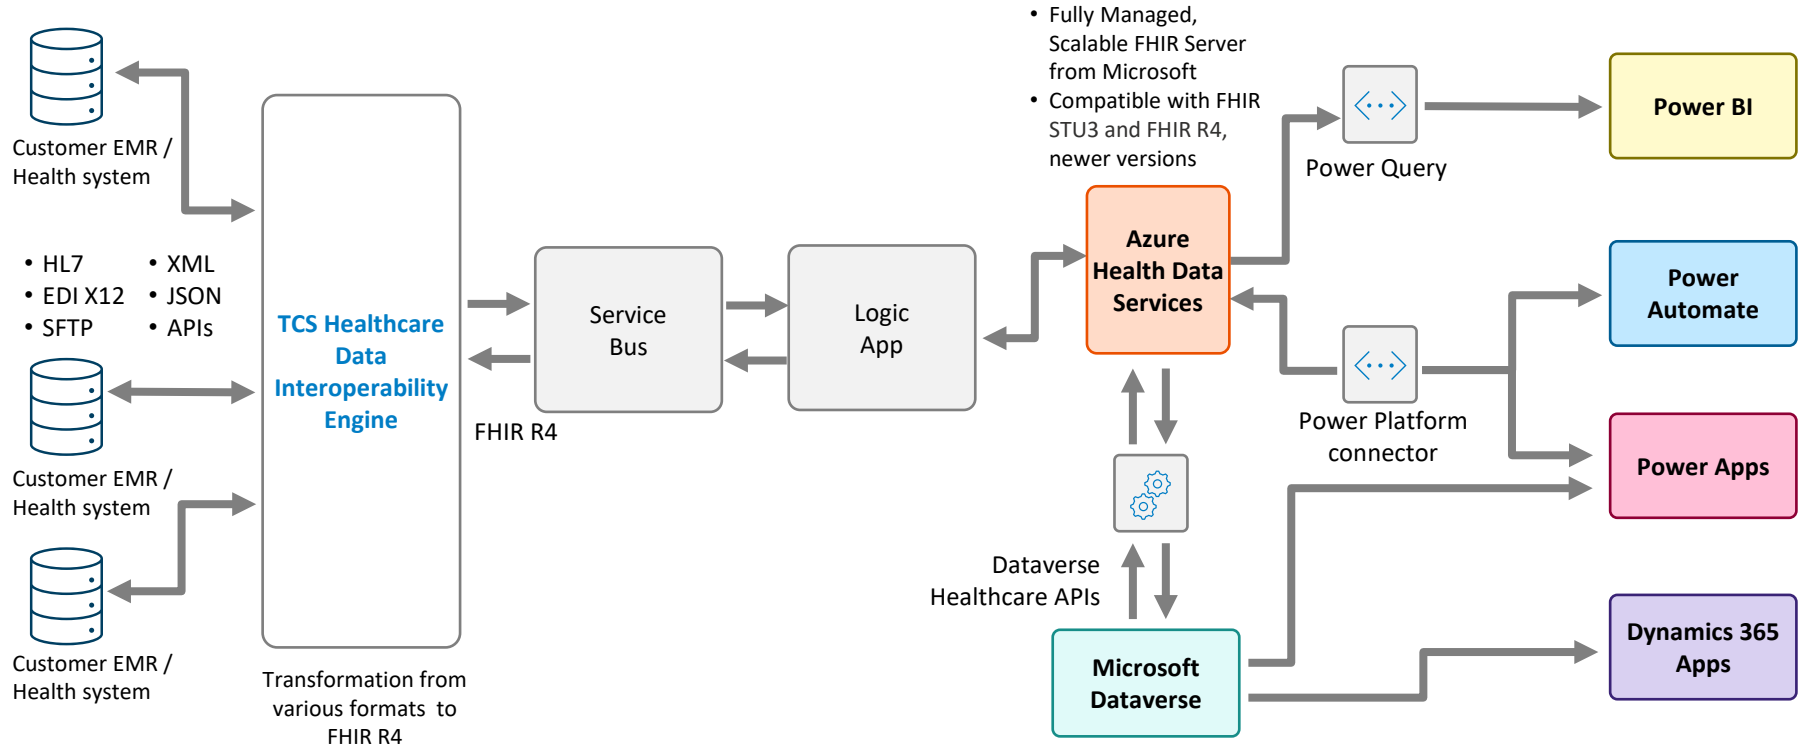 • Fully Managed,
Scalable FHIR Server
from Microsoft
• Compatible with FHIR
STU3 and FHIR R4,
newer versions
Customer EMR /
Health system
• HL7
• EDI X12
• SFTP
• XML
• JSON
• APIs
Customer EMR /
Health system
Customer EMR /
Health system
TCS Healthcare
Data
Interoperability
Engine
Transformation from
various formats to
FHIR R4
FHIR R4
Service
Bus
Logic
App
Azure
Health Data
Services
Dataverse
Healthcare APIs
Microsoft
Dataverse
Power Query
Power Platform
connector
Power BI
Power
Automate
Power Apps
Dynamics 365
Apps